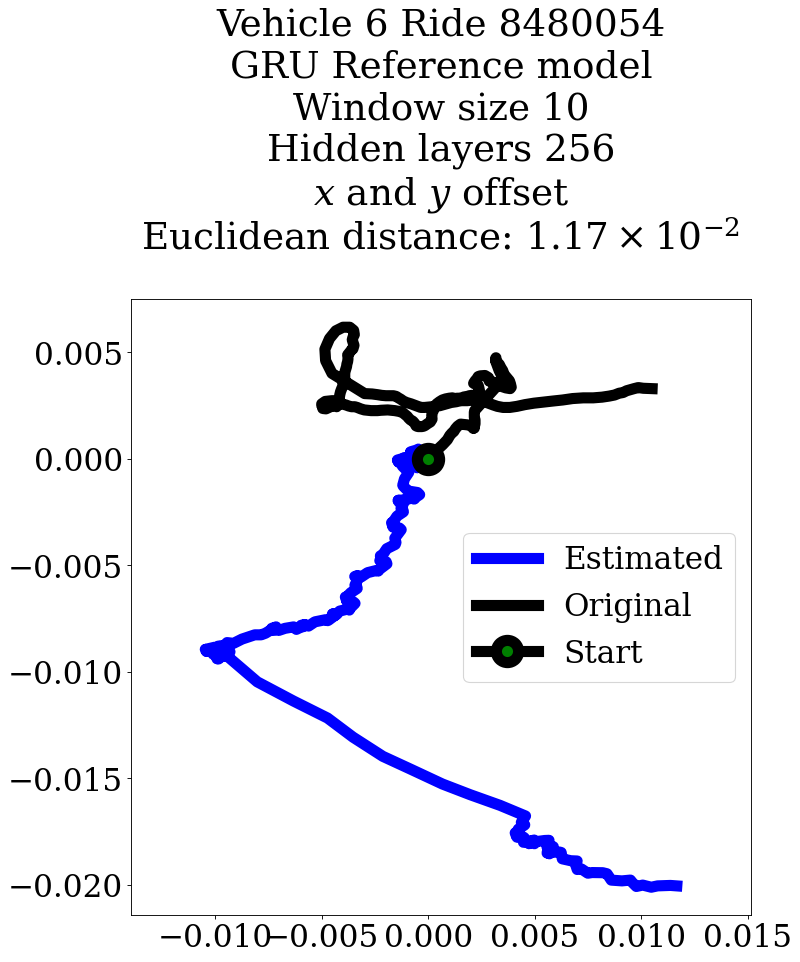 Vehicle 6 Ride 8480054
GRU Reference model
Window size 10
Hidden layers 256
x and y offset
Euclidean distance: 1.17 × 10⁻²
0.005
0.000
−0.005
−0.010
−0.015
−0.020
Estimated
Original
Start
−0.010 −0.005 0.000 0.005 0.010 0.015